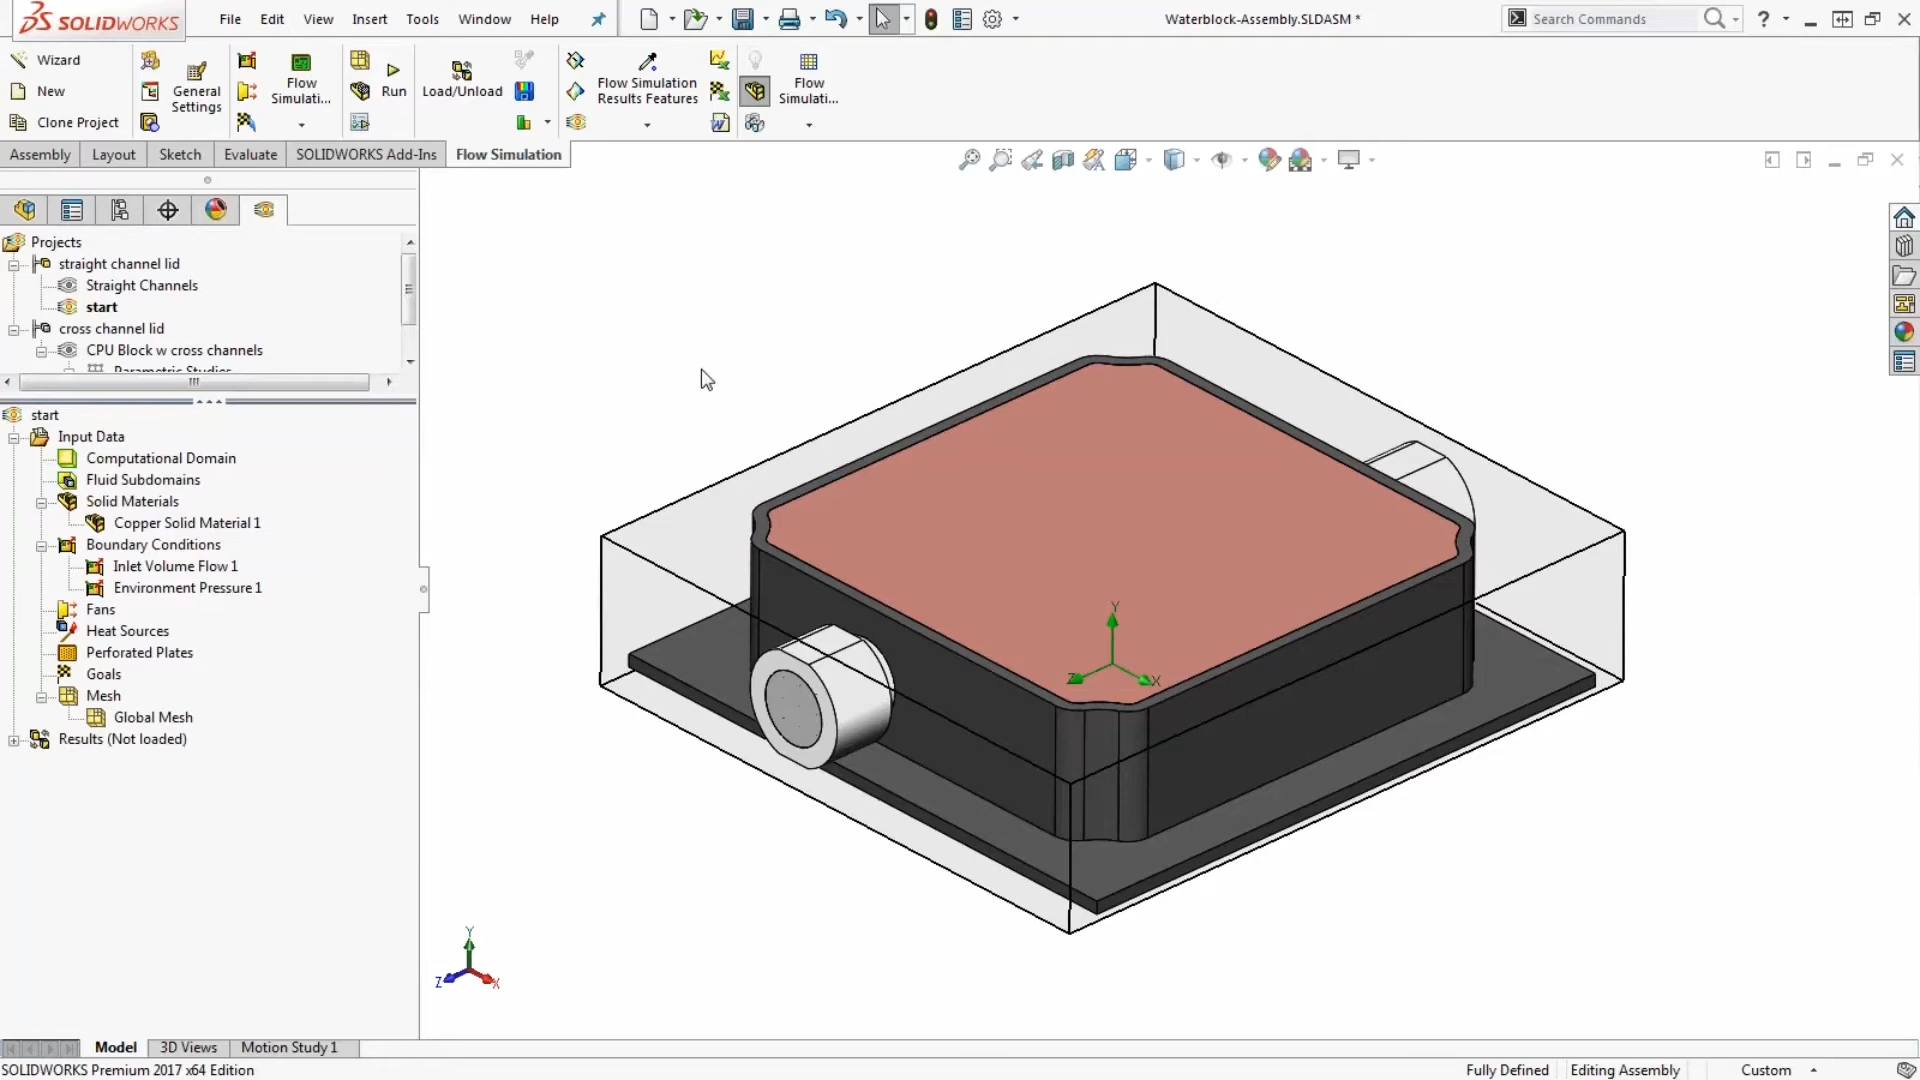 SOLIDWORKS
File Edit View Insert Tools Window Help
Waterblock-Assembly.SLDASM *
Search Commands
?
Wizard
New
Clone Project
General
Settings
Flow
Simulati...
Run
Load/Unload
Flow Simulation
Results Features
Flow
Simulati...
Assembly Layout Sketch Evaluate SOLIDWORKS Add-Ins Flow Simulation
Projects
straight channel lid
Straight Channels
start
cross channel lid
CPU Block w cross channels
Parametric Studies
start
Input Data
Computational Domain
Fluid Subdomains
Solid Materials
Copper Solid Material 1
Boundary Conditions
Inlet Volume Flow 1
Environment Pressure 1
Fans
Heat Sources
Perforated Plates
Goals
Mesh
Global Mesh
Results (Not loaded)
Y
Z
X
Y
Z
X
Model 3D Views Motion Study 1
SOLIDWORKS Premium 2017 x64 Edition
Fully Defined Editing Assembly Custom